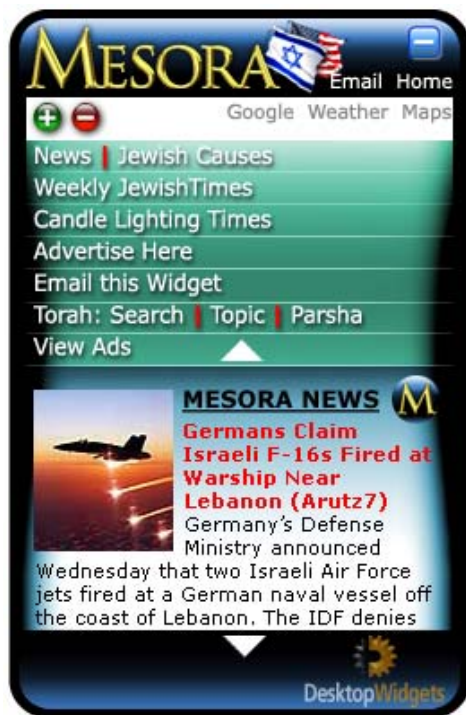 MESORA
Email Home
Google Weather Maps
News | Jewish Causes
Weekly JewishTimes
Candle Lighting Times
Advertise Here
Email this Widget
Torah: Search | Topic | Parsha
View Ads
MESORA NEWS M
Germans Claim
Israeli F-16s Fired at
Warship Near
Lebanon (Arutz7)
Germany's Defense
Ministry announced
Wednesday that two Israeli Air Force
jets fired at a German naval vessel off
the coast of Lebanon. The IDF denies
DesktopWidgets